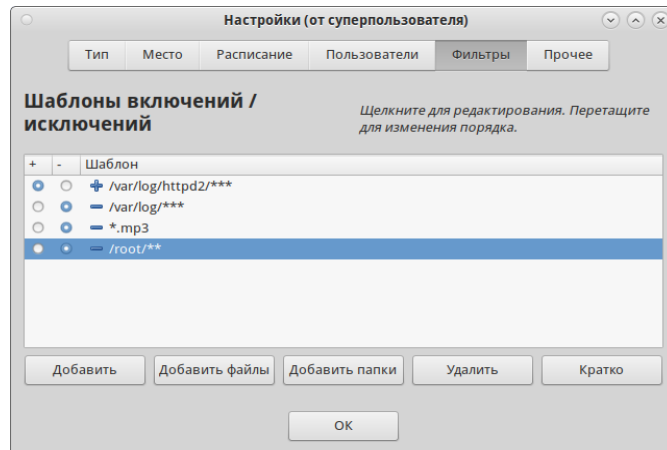 Настройки (от суперпользователя)
Тип Место Расписание Пользователи Фильтры Прочее
Шаблоны включений /
исключений
Щелкните для редактирования. Перетащите
для изменения порядка.
+ - Шаблон
/var/log/httpd2/***
/var/log/***
*.mp3
/root/**
Добавить Добавить файлы Добавить папки Удалить Кратко
ОК